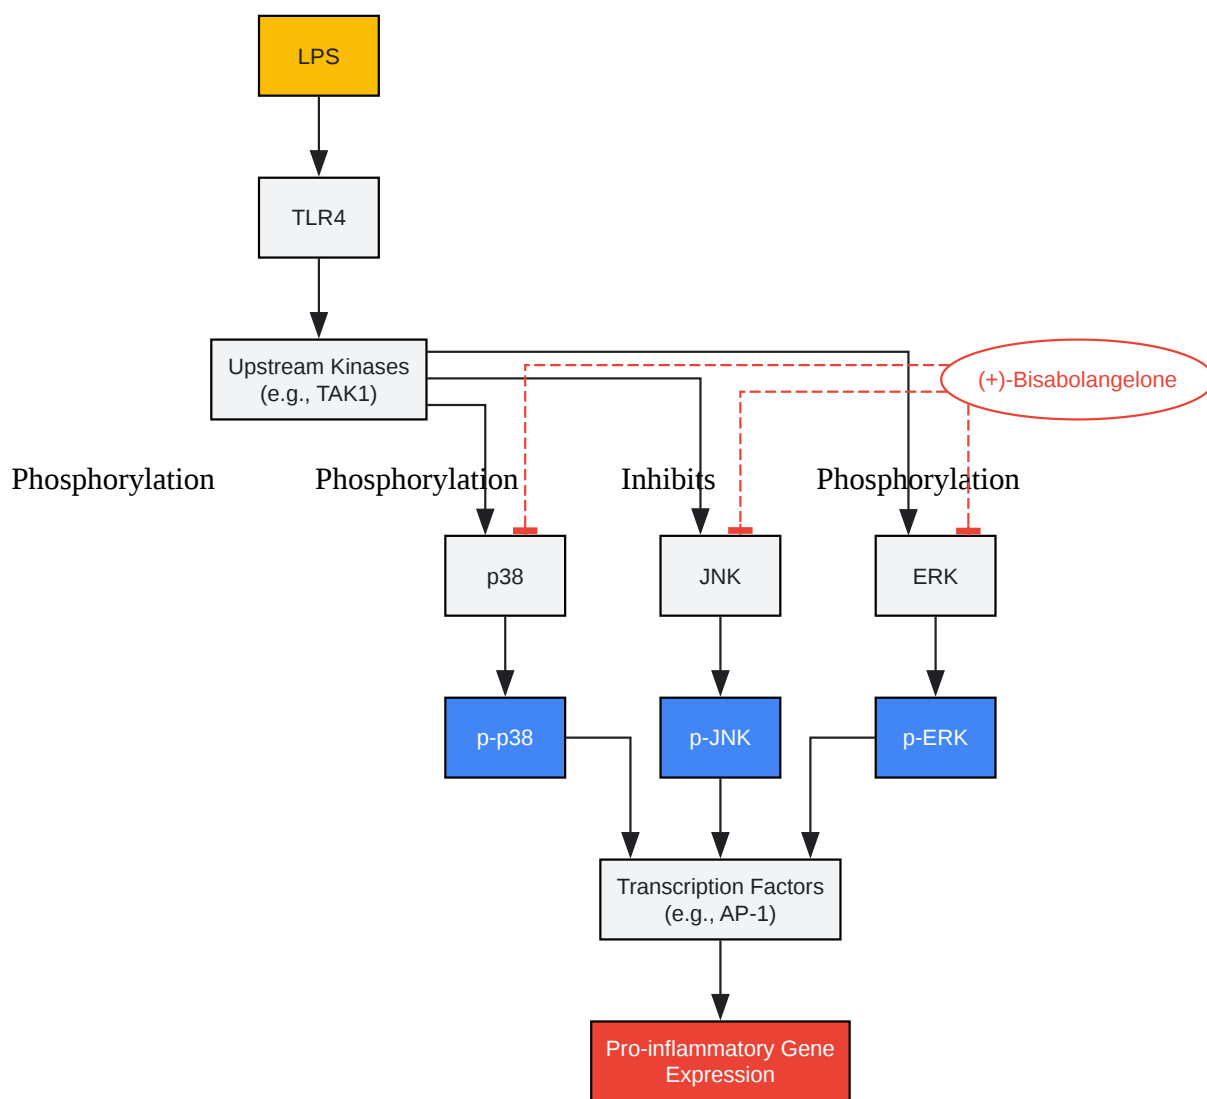 LPS
TLR4
Upstream Kinases
(e.g., TAK1)
(+)-Bisabolangelone
Phosphorylation
Phosphorylation
Inhibits
Phosphorylation
p38
JNK
ERK
p-p38
p-JNK
p-ERK
Transcription Factors
(e.g., AP-1)
Pro-inflammatory Gene
Expression